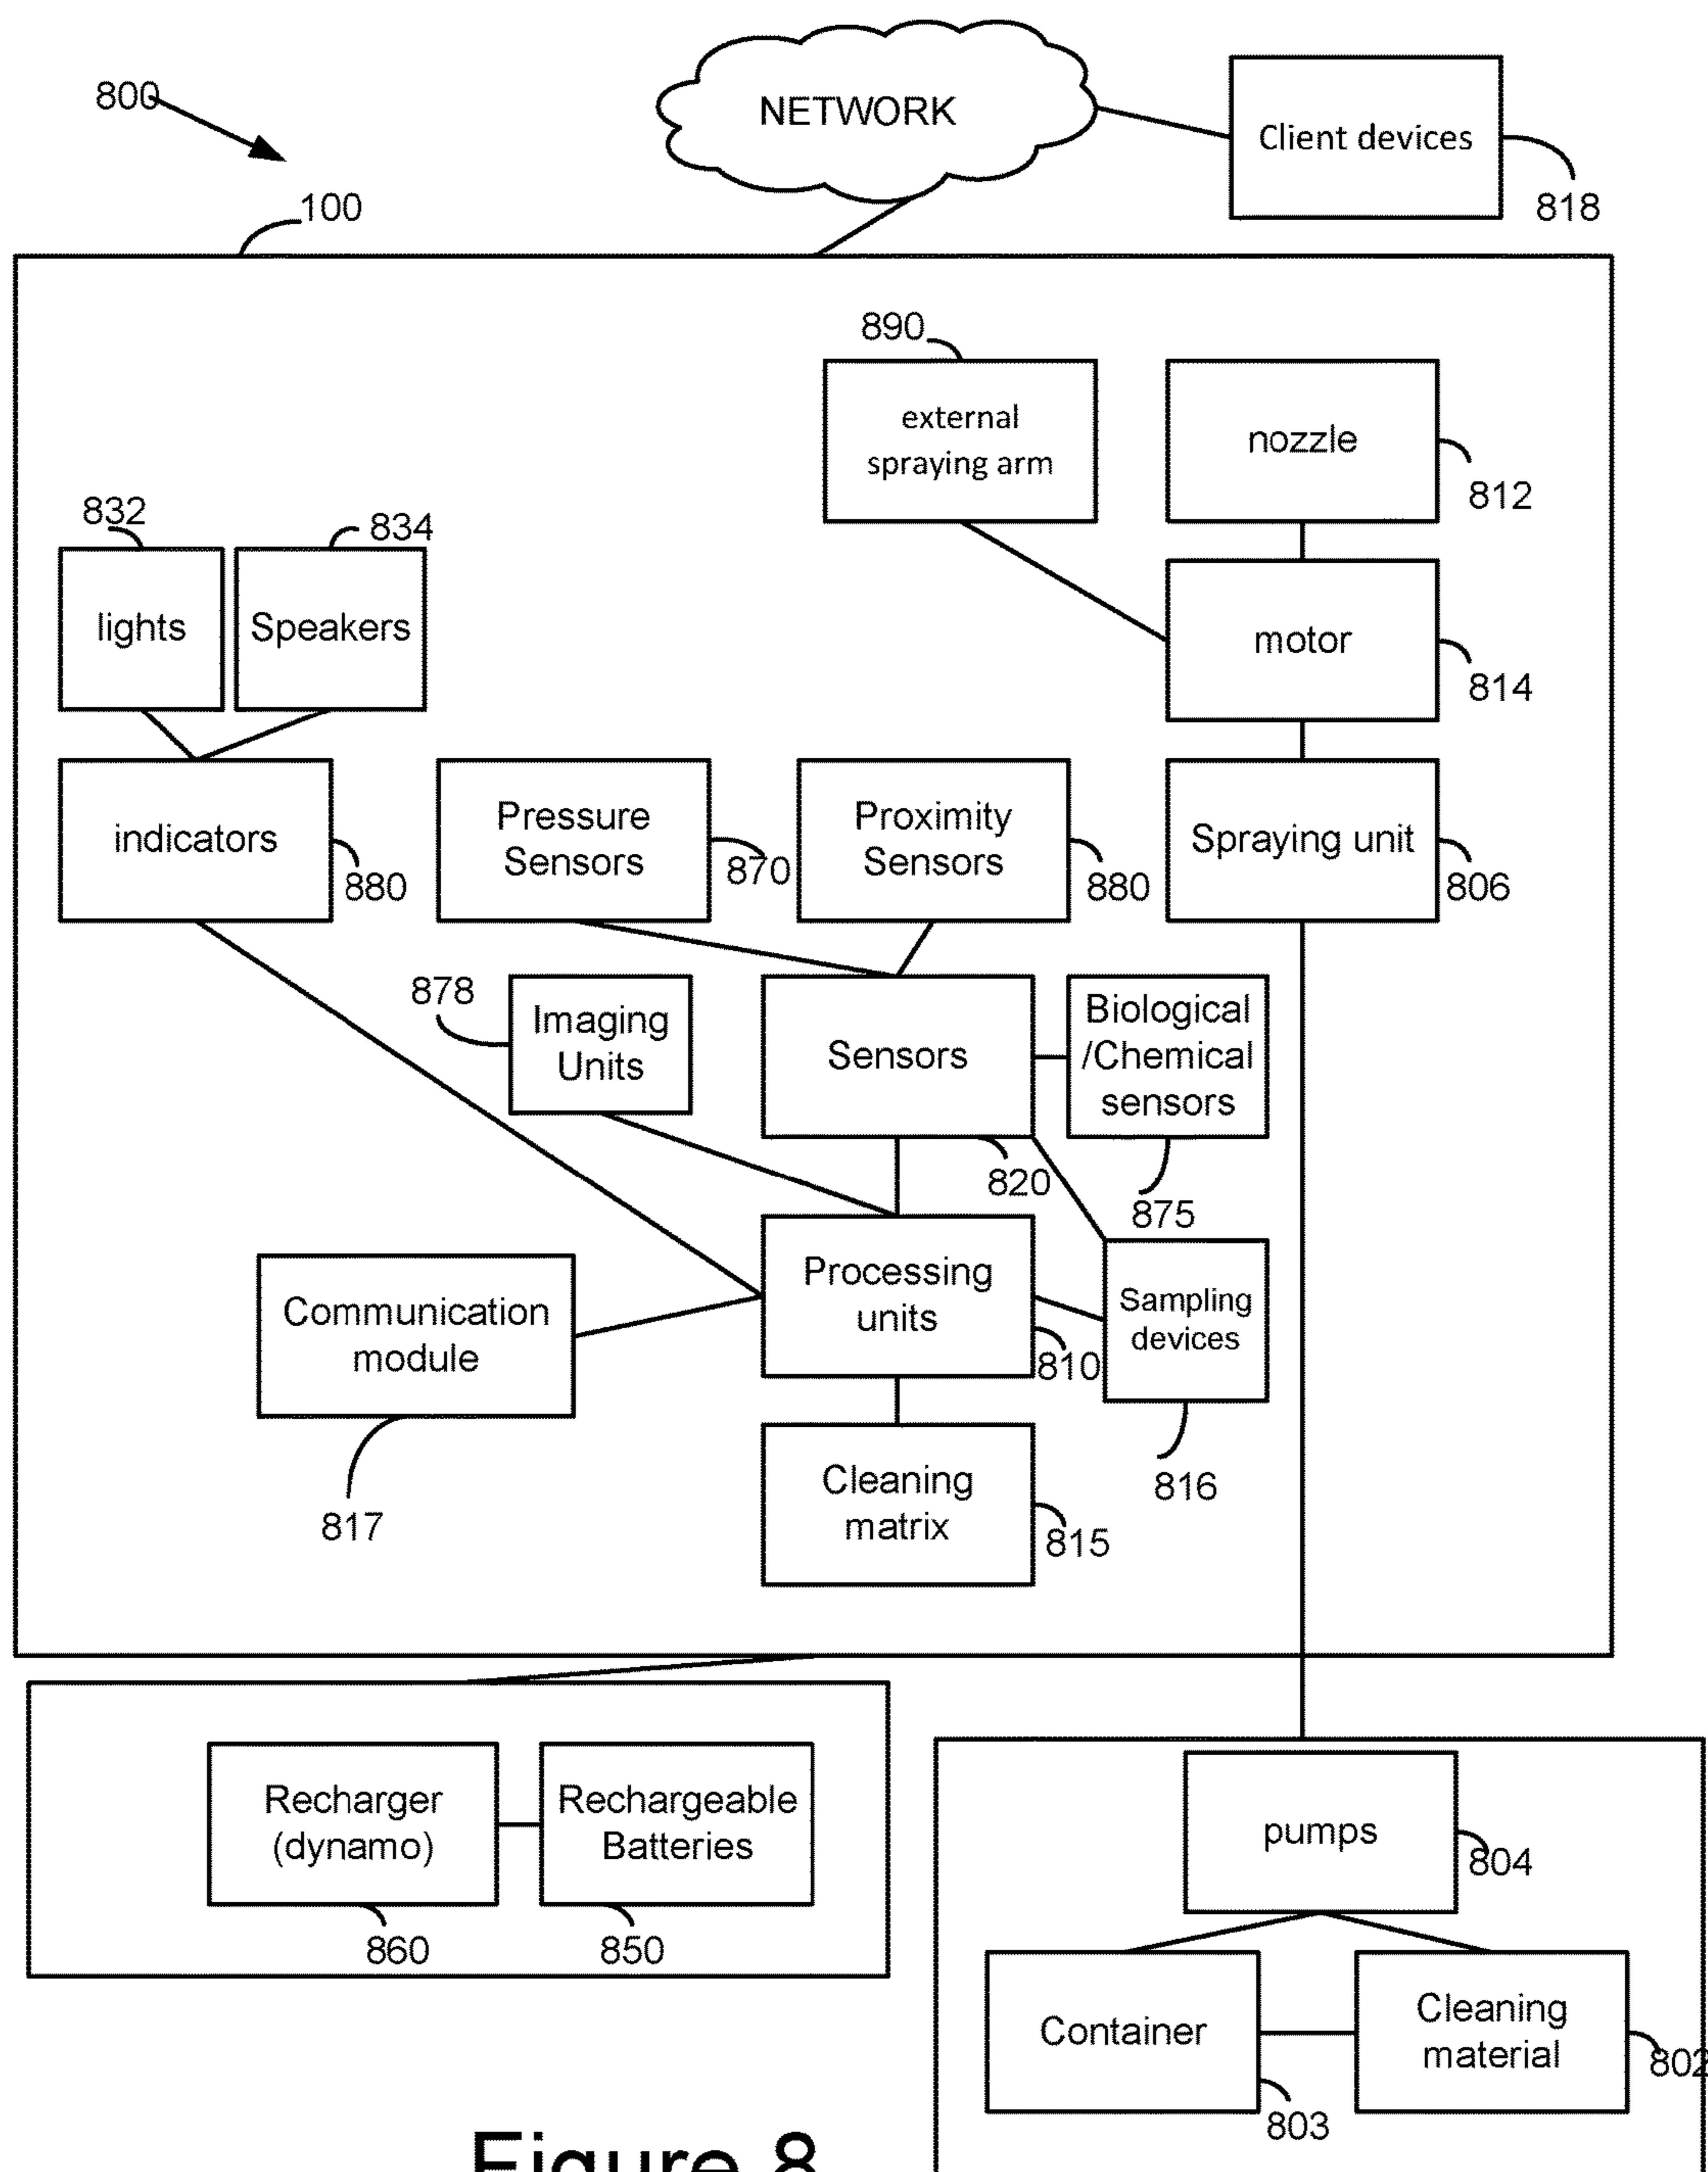 800
NETWORK
Client devices
818
100
890
external
spraying arm
nozzle
812
832
834
lights
Speakers
motor
814
indicators
880
Pressure
Sensors
870
Proximity
Sensors
880
Spraying unit
806
878
Imaging
Units
Sensors
820
Biological
/Chemical
sensors
875
Communication
module
817
Processing
units
810
Sampling
devices
816
Cleaning
matrix
815
Recharger
(dynamo)
860
Rechargeable
Batteries
850
pumps
804
Container
803
Cleaning
material
802
Figure 8